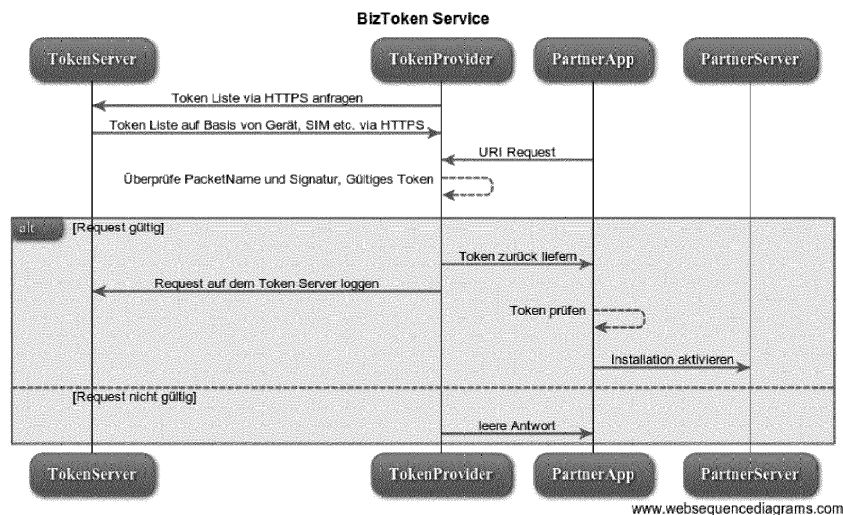 BizToken Service
TokenServer
TokenProvider
PartnerApp
PartnerServer
Token Liste via HTTPS anfragen
Token Liste auf Basis von Gerät, SIM etc. via HTTPS
URI Request
Überprüfe PacketName und Signatur, Gültiges Token
alt
[Request gültig]
Token zurück liefern
Request auf dem Token Server loggen
Token prüfen
Installation aktivieren
[Request nicht gültig]
leere Antwort
TokenServer
TokenProvider
PartnerApp
PartnerServer
www.websequencediagrams.com